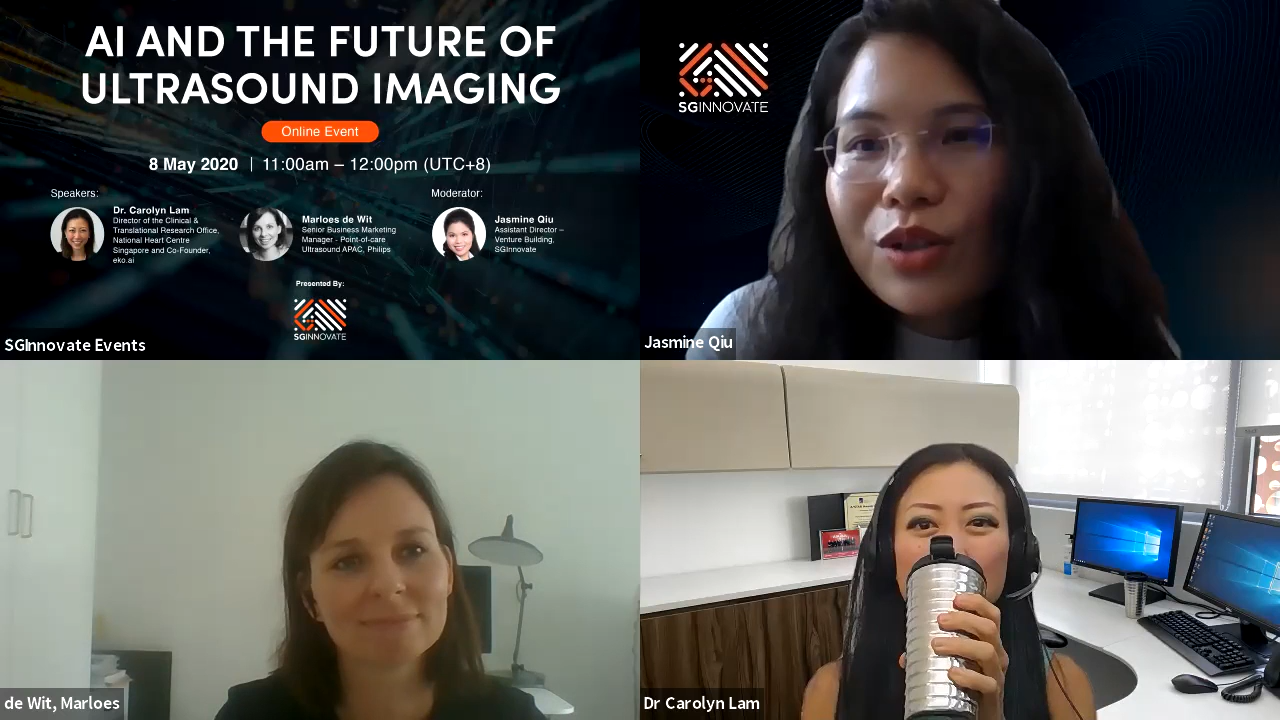 AI AND THE FUTURE OF
ULTRASOUND IMAGING
Online Event
8 May 2020 | 11:00am – 12:00pm (UTC+8)
Speakers:
Dr. Carolyn Lam
Director of the Clinical &
Translational Research Office,
National Heart Centre
Singapore and Co-Founder,
eko.ai
Marloes de Wit
Senior Business Marketing
Manager - Point-of-care
Ultrasound APAC, Philips
Moderator:
Jasmine Qiu
Assistant Director –
Venture Building,
SGInnovate
Presented By:
SGINNOVATE
SGInnovate Events
SGINNOVATE
Jasmine Qiu
de Wit, Marloes
Dr Carolyn Lam